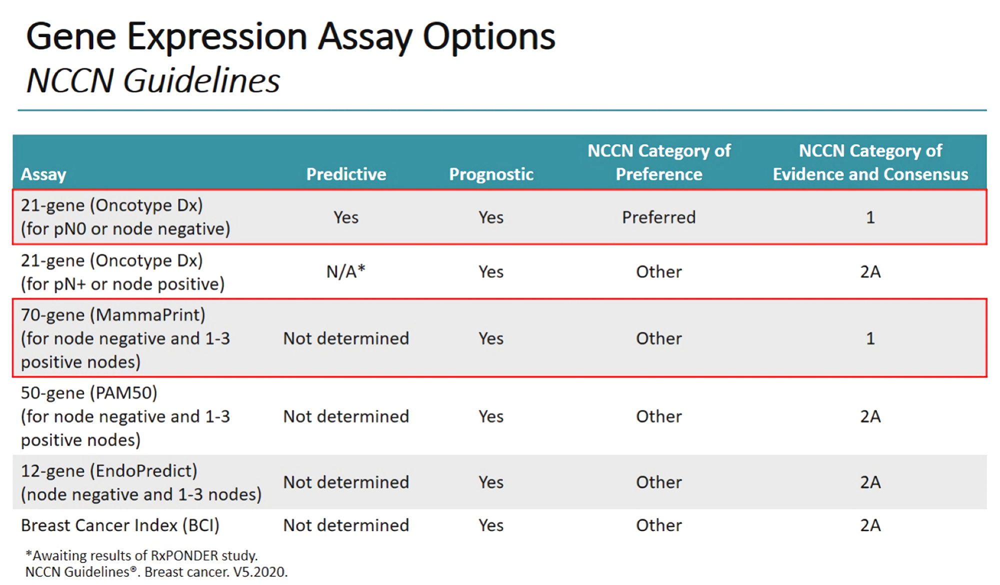 Gene Expression Assay Options
NCCN Guidelines
Assay
Predictive
Prognostic
NCCN Category of
Preference
NCCN Category of
Evidence and Consensus
21-gene (Oncotype Dx)
(for pN0 or node negative)
Yes
Yes
Preferred
1
21-gene (Oncotype Dx)
(for pN+ or node positive)
N/A*
Yes
Other
2A
70-gene (MammaPrint)
(for node negative and 1-3
positive nodes)
Not determined
Yes
Other
1
50-gene (PAM50)
(for node negative and 1-3
positive nodes)
Not determined
Yes
Other
2A
12-gene (EndoPredict)
(node negative and 1-3 nodes)
Not determined
Yes
Other
2A
Breast Cancer Index (BCI)
Not determined
Yes
Other
2A
*Awaiting results of RxPONDER study.
NCCN Guidelines®. Breast cancer. V5.2020.